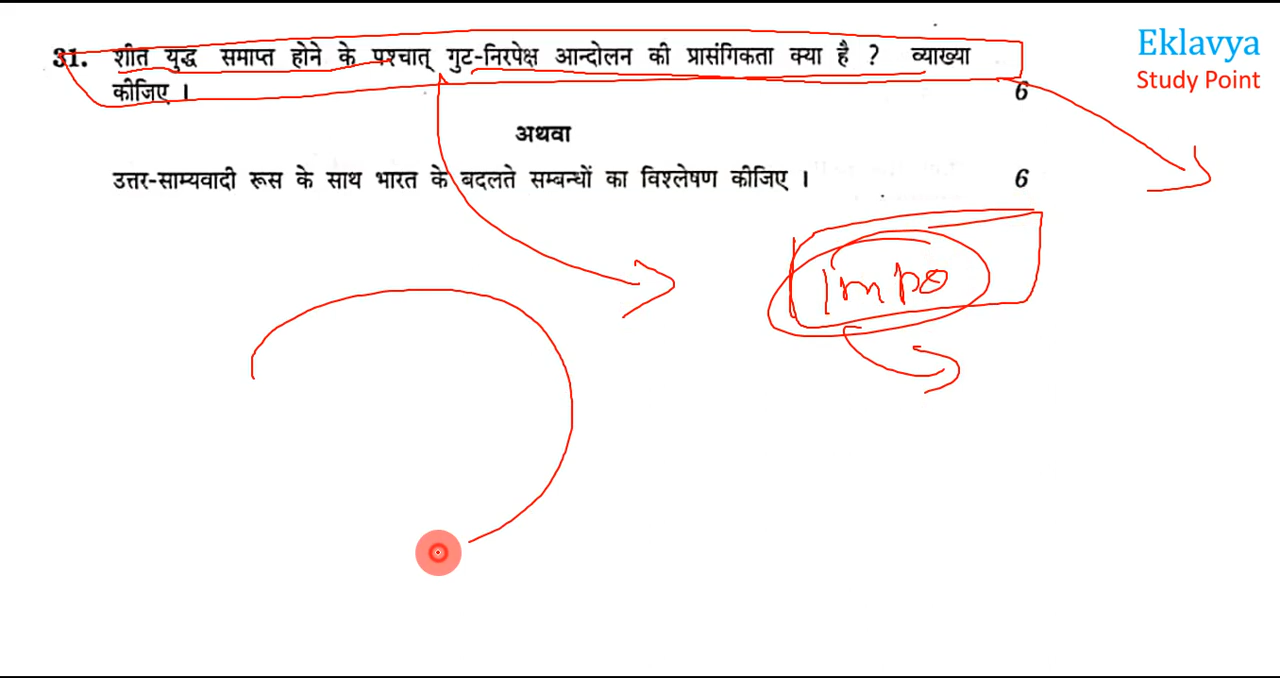 31. शीत युद्ध समाप्त होने के पश्चात् गुट-निरपेक्ष आन्दोलन की प्रासंगिकता क्या है ? व्याख्या
कीजिए । 6
अथवा
उत्तर-साम्यवादी रूस के साथ भारत के बदलते सम्बन्धों का विश्लेषण कीजिए । 6
Eklavya
Study Point
Impo